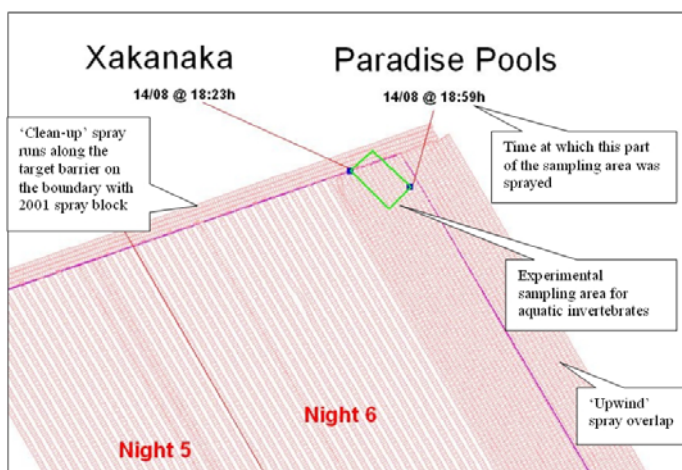 Xakanaka
Paradise Pools
14/08 @ 18:23h
14/08 @ 18:59h
‘Clean-up’ spray
runs along the
target barrier on
the boundary with
2001 spray block
Time at which this part
of the sampling area was
sprayed
Experimental
sampling area for
aquatic invertebrates
‘Upwind’
spray overlap
Night 6
Night 5